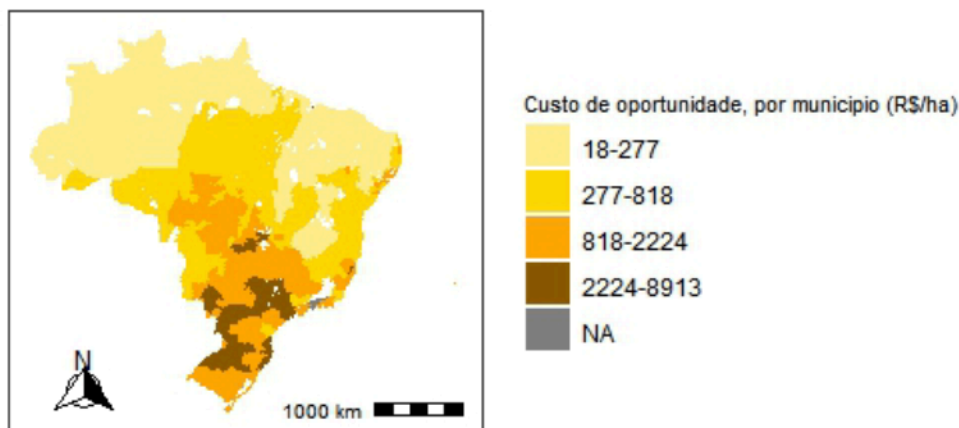 Custo de oportunidade, por municipio (R$/ha)
18-277
277-818
818-2224
2224-8913
NA
N
1000 km